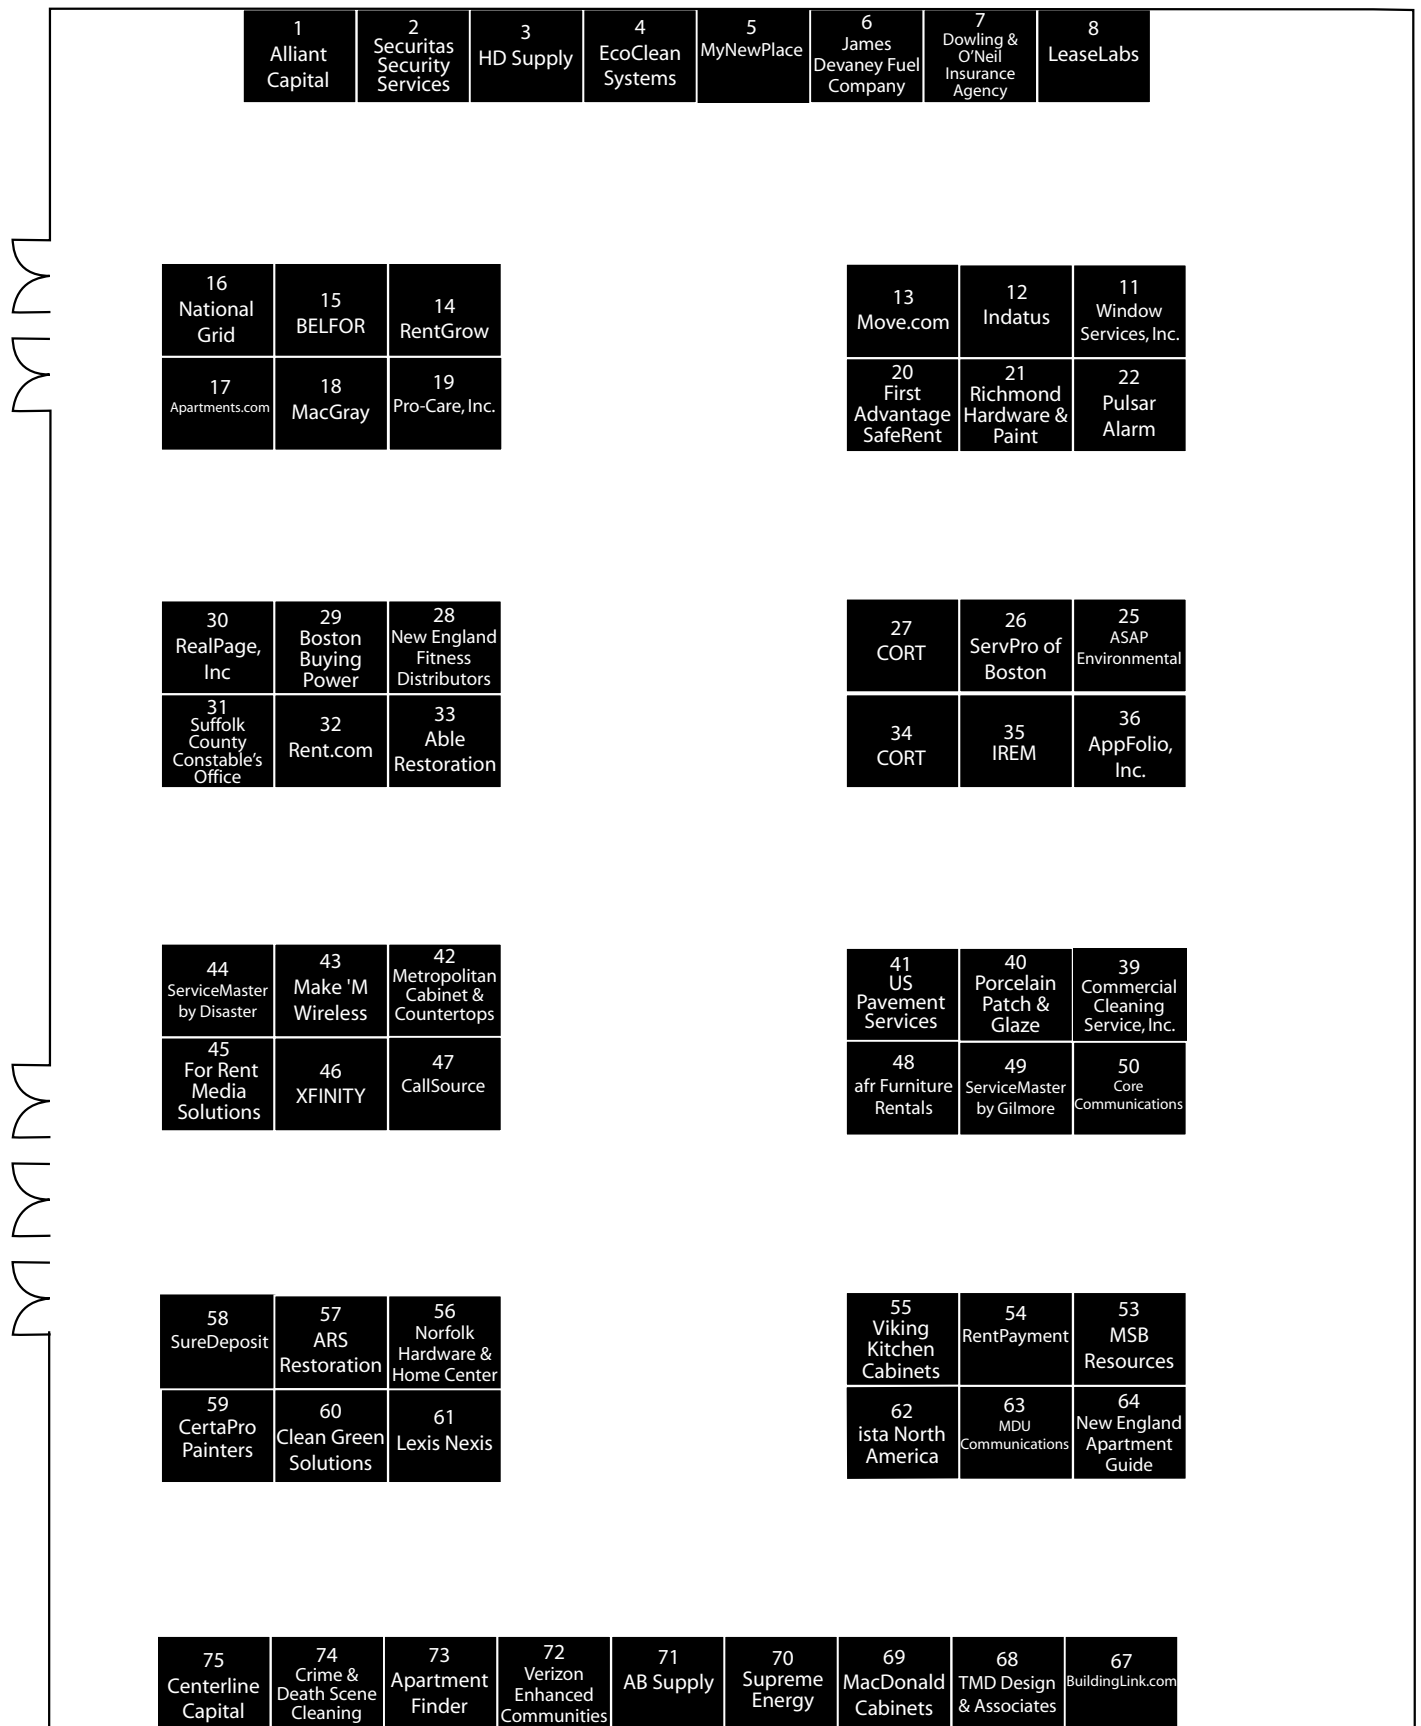 1
Alliant
Capital
2
Securitas
Security
Services
3
HD Supply
4
EcoClean
Systems
5
MyNewPlace
6
James
Devaney Fuel
Company
7
Dowling &
O'Neil
Insurance
Agency
8
LeaseLabs
16
National
Grid
15
BELFOR
14
RentGrow
13
Move.com
12
Indatus
11
Window
Services, Inc.
17
Apartments.com
18
MacGray
19
Pro-Care, Inc.
20
First
Advantage
SafeRent
21
Richmond
Hardware &
Paint
22
Pulsar
Alarm
30
RealPage,
Inc
29
Boston
Buying
Power
28
New England
Fitness
Distributors
27
CORT
26
ServPro of
Boston
25
ASAP
Environmental
31
Suffolk
County
Constable's
Office
32
Rent.com
33
Able
Restoration
34
CORT
35
IREM
36
AppFolio,
Inc.
44
ServiceMaster
by Disaster
43
Make 'M
Wireless
42
Metropolitan
Cabinet &
Countertops
41
US
Pavement
Services
40
Porcelain
Patch &
Glaze
39
Commercial
Cleaning
Service, Inc.
45
For Rent
Media
Solutions
46
XFINITY
47
CallSource
48
afr Furniture
Rentals
49
ServiceMaster
by Gilmore
50
Core
Communications
58
SureDeposit
57
ARS
Restoration
56
Norfolk
Hardware &
Home Center
55
Viking
Kitchen
Cabinets
54
RentPayment
53
MSB
Resources
59
CertaPro
Painters
60
Clean Green
Solutions
61
Lexis Nexis
62
ista North
America
63
MDU
Communications
64
New England
Apartment
Guide
75
Centerline
Capital
74
Crime &
Death Scene
Cleaning
73
Apartment
Finder
72
Verizon
Enhanced
Communities
71
AB Supply
70
Supreme
Energy
69
MacDonald
Cabinets
68
TMD Design
& Associates
67
BuildingLink.com